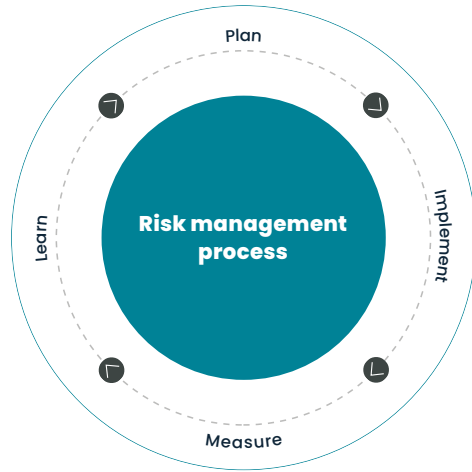 Plan
Implement
Measure
Learn
Risk management
process